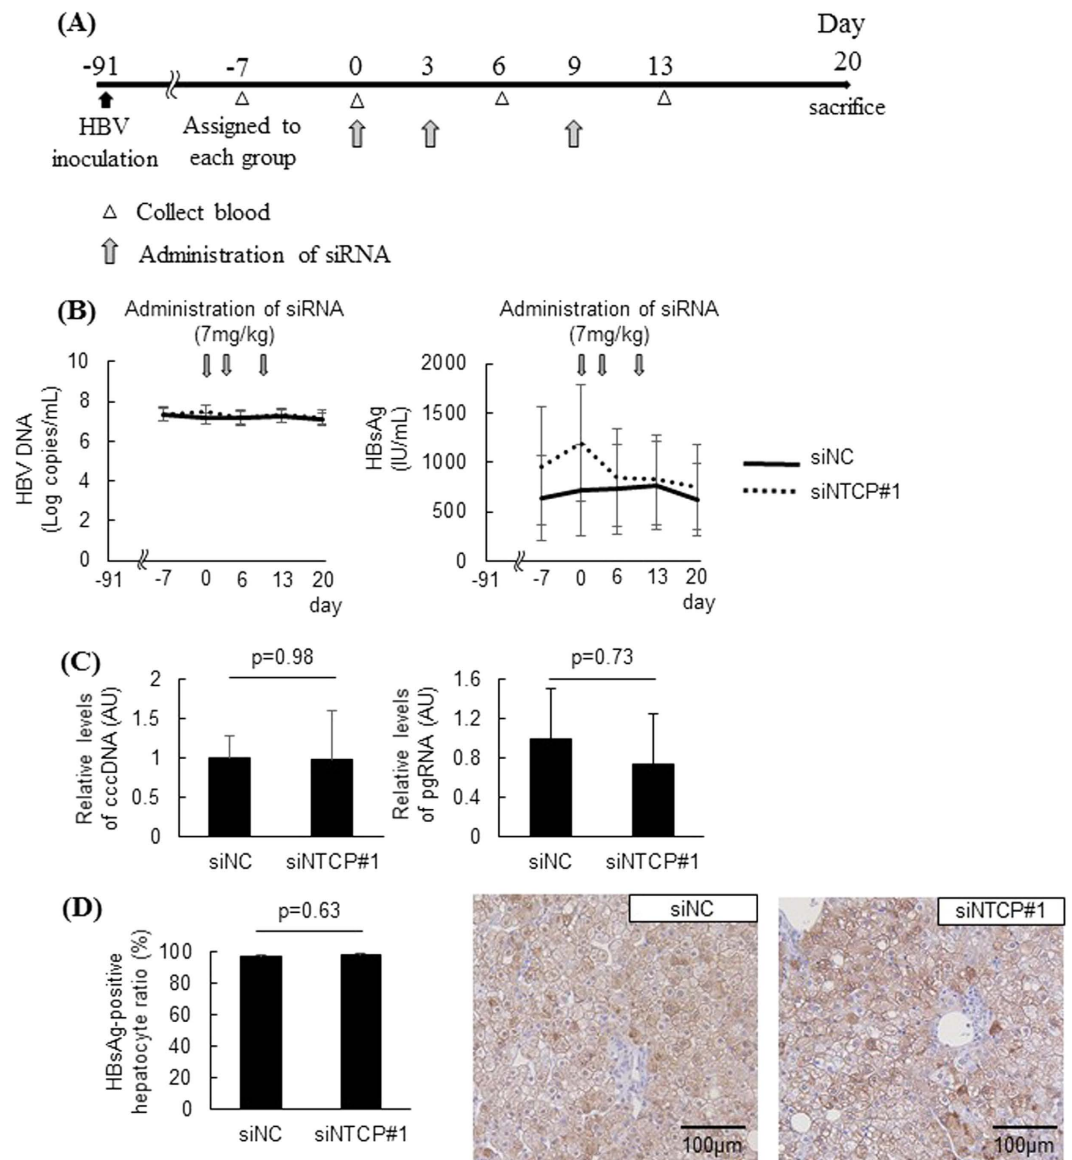 (A)
Day
-91 -7 0 3 6 9 13 20
HBV
inoculation
Assigned to
each group
sacrifice
Collect blood
Administration of siRNA
(B)
Administration of siRNA
(7mg/kg)
HBV DNA
(Log copies/mL)
10
8
6
4
2
0
-91 -7 0 6 13 20
day
Administration of siRNA
(7mg/kg)
HBsAg
(IU/mL)
2000
1500
1000
500
0
-91 -7 0 6 13 20
day
siNC
siNTCP#1
(C)
p=0.98
Relative levels
of cccDNA (AU)
2
1.5
1
0.5
0
siNC siNTCP#1
p=0.73
Relative levels
of pgRNA (AU)
1.6
1.2
0.8
0.4
0
siNC siNTCP#1
(D)
p=0.63
HBsAg-positive
hepatocyte ratio (%)
100
80
60
40
20
0
siNC siNTCP#1
siNC
100μm
siNTCP#1
100μm